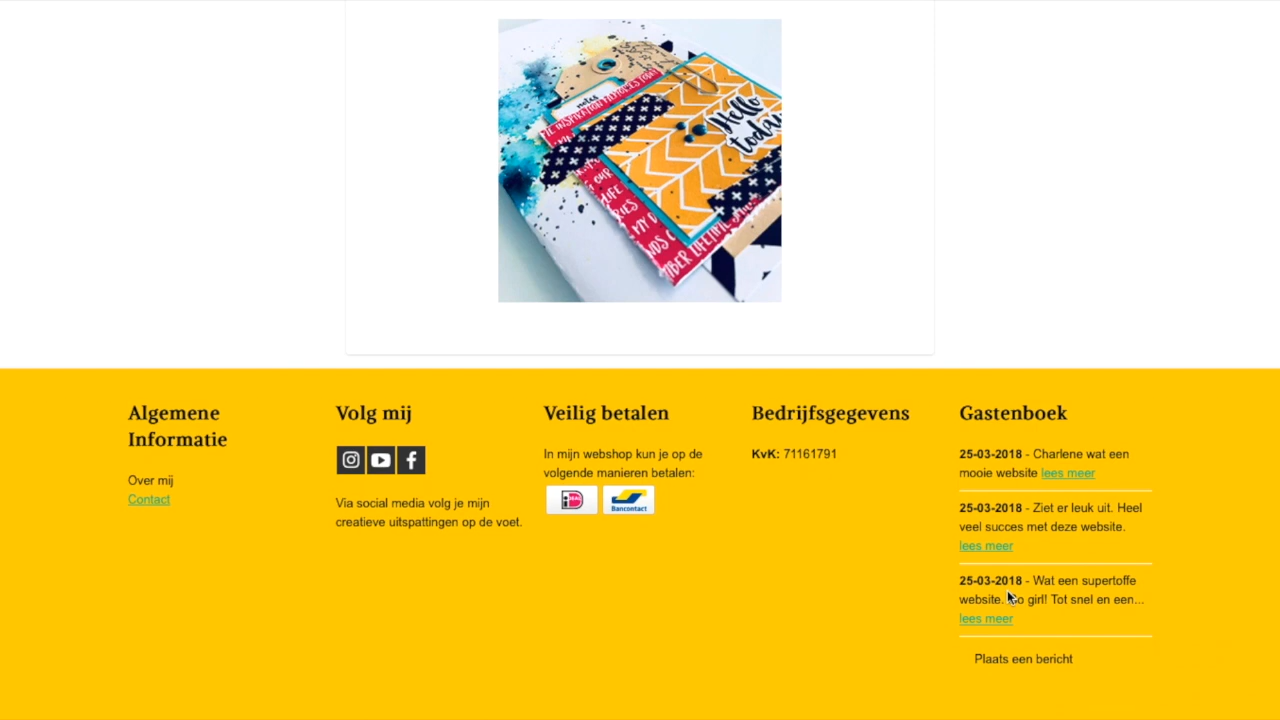 notes
Hello
today
Algemene
Informatie
Over mij
Contact
Volg mij
Via social media volg je mijn
creatieve uitspattingen op de voet.
Veilig betalen
In mijn webshop kun je op de
volgende manieren betalen:
Bancontact
Bedrijfsgegevens
KvK: 71161791
Gastenboek
25-03-2018 - Charlene wat een
mooie website lees meer
25-03-2018 - Ziet er leuk uit. Heel
veel succes met deze website.
lees meer
25-03-2018 - Wat een supertoffe
website. girl! Tot snel en een...
lees meer
Plaats een bericht